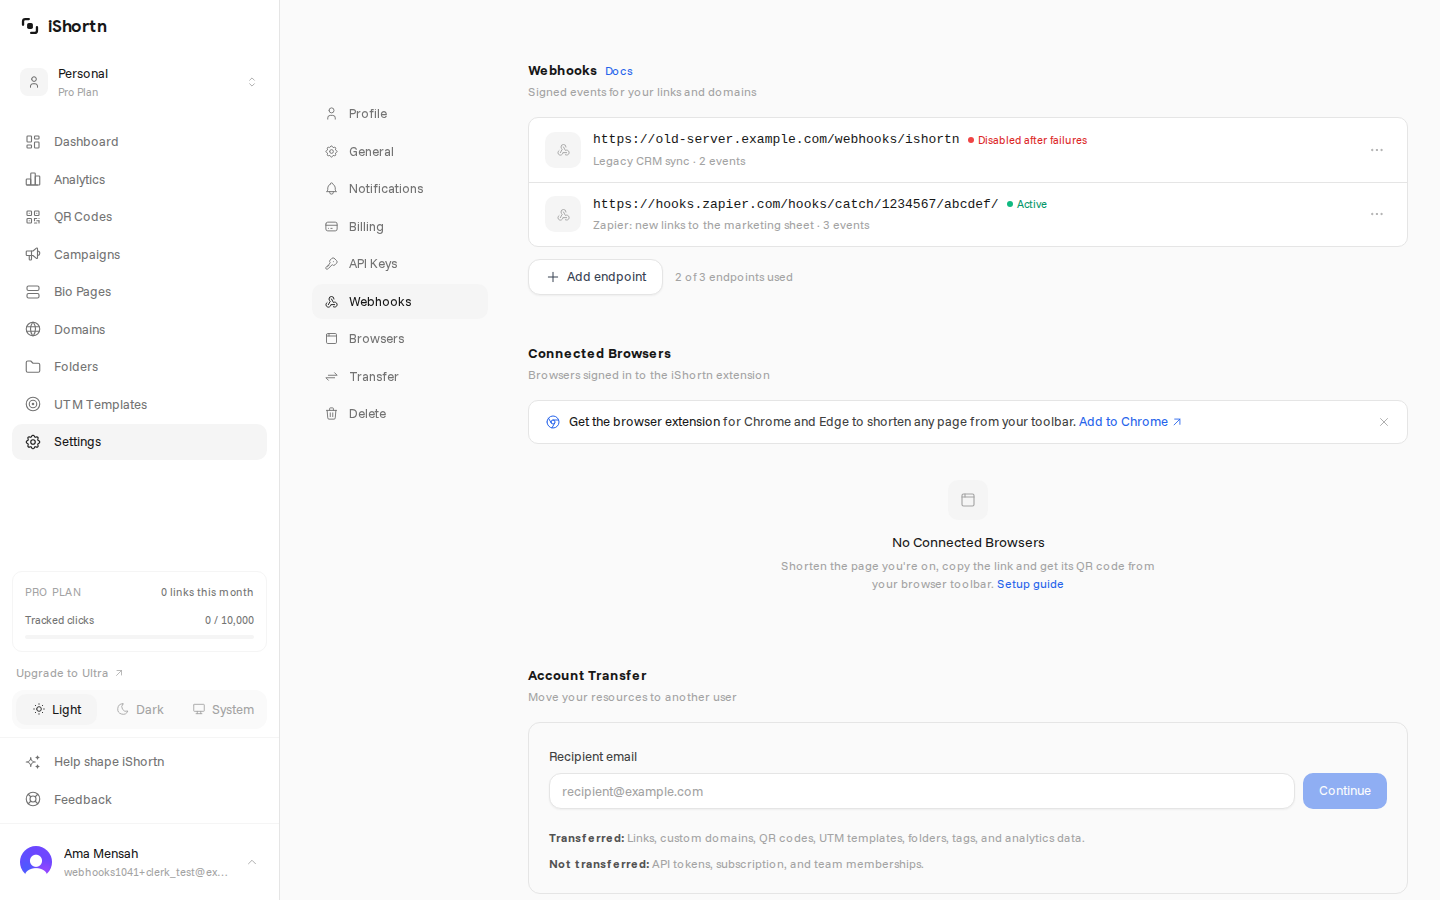 iShortn
Personal
Pro Plan
Dashboard
Analytics
QR Codes
Campaigns
Bio Pages
Domains
Folders
UTM Templates
Settings
PRO PLAN 0 links this month
Tracked clicks 0 / 10,000
Upgrade to Ultra
Light Dark System
Help shape iShortn
Feedback
Ama Mensah
webhooks1041+clerk_test@ex...
Profile
General
Notifications
Billing
API Keys
Webhooks
Browsers
Transfer
Delete
Webhooks Docs
Signed events for your links and domains
https://old-server.example.com/webhooks/ishortn Disabled after failures
Legacy CRM sync · 2 events
https://hooks.zapier.com/hooks/catch/1234567/abcdef/ Active
Zapier: new links to the marketing sheet · 3 events
Add endpoint 2 of 3 endpoints used
Connected Browsers
Browsers signed in to the iShortn extension
Get the browser extension for Chrome and Edge to shorten any page from your toolbar. Add to Chrome
No Connected Browsers
Shorten the page you're on, copy the link and get its QR code from
your browser toolbar. Setup guide
Account Transfer
Move your resources to another user
Recipient email
recipient@example.com Continue
Transferred: Links, custom domains, QR codes, UTM templates, folders, tags, and analytics data.
Not transferred: API tokens, subscription, and team memberships.